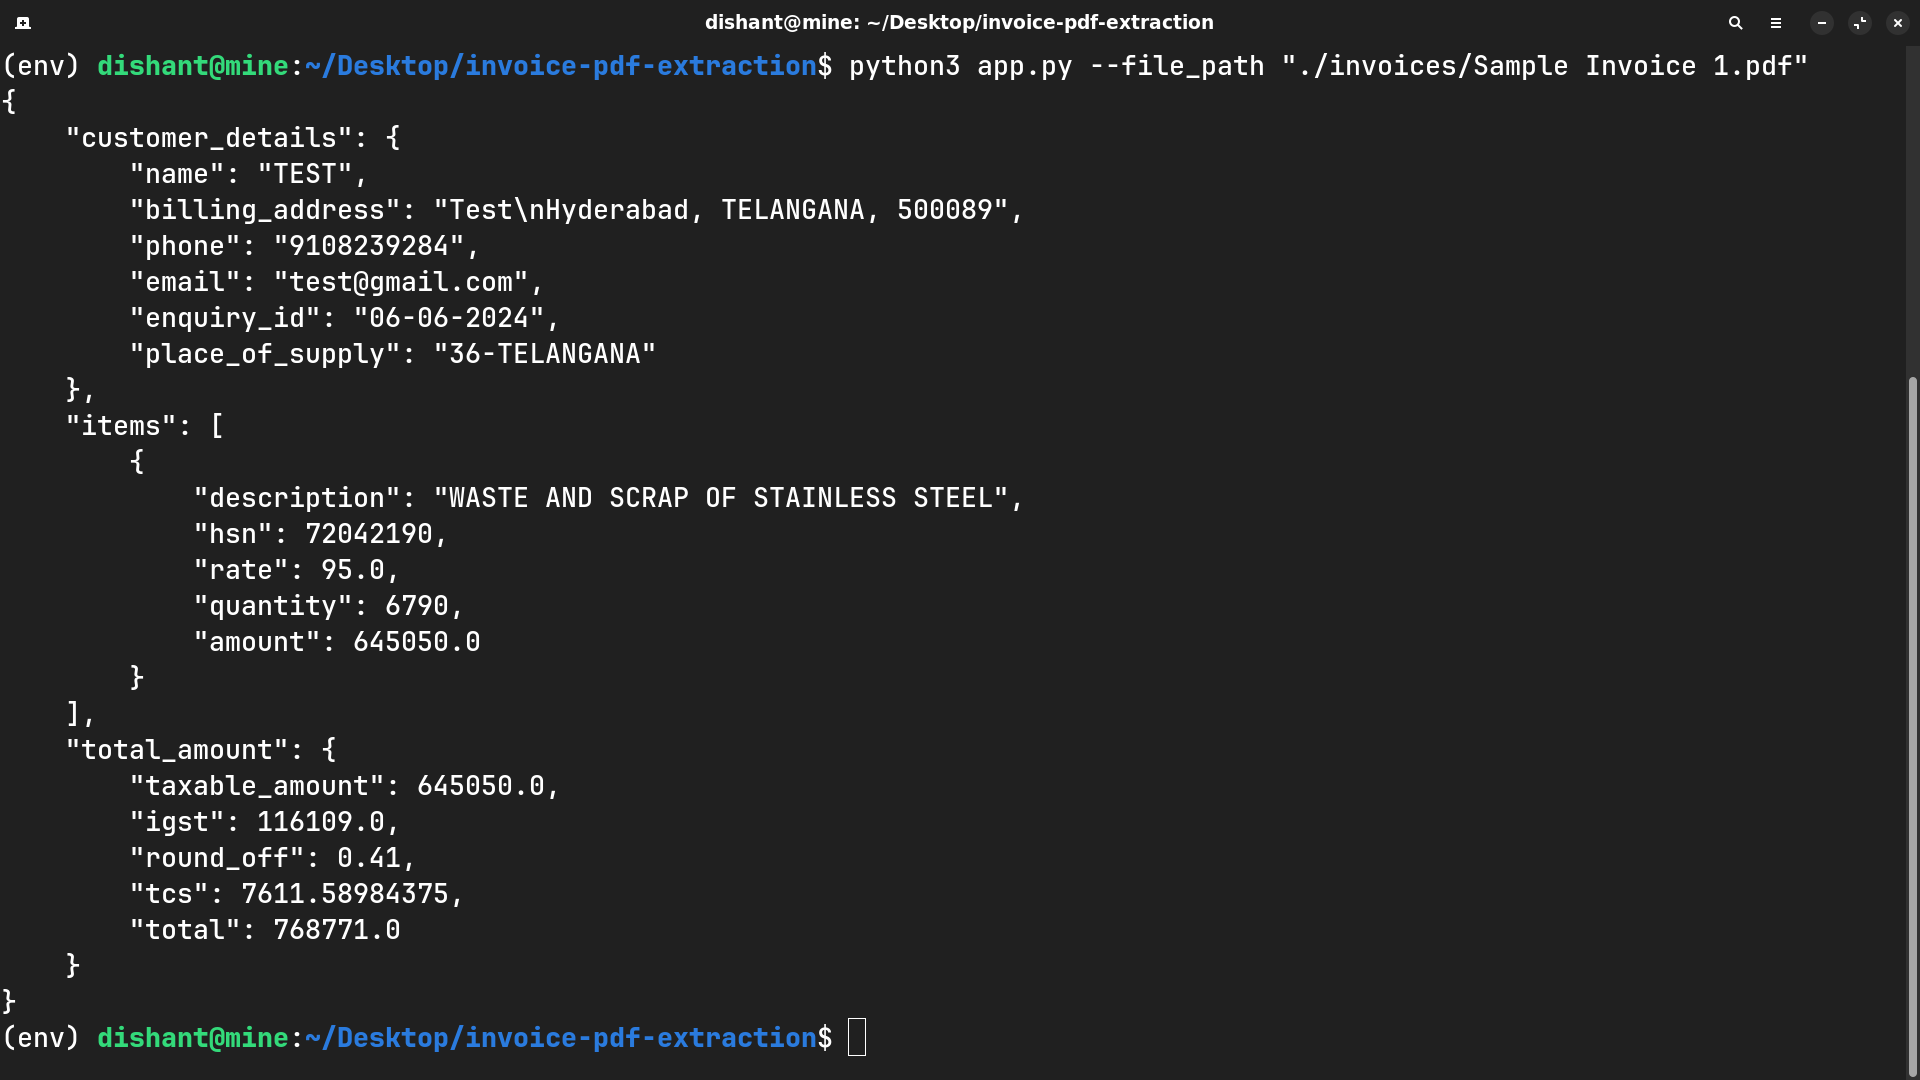 dishant@mine: ~/Desktop/invoice-pdf-extraction
(env) dishant@mine:~/Desktop/invoice-pdf-extraction$ python3 app.py --file_path "./invoices/Sample Invoice 1.pdf"
{
    "customer_details": {
        "name": "TEST",
        "billing_address": "Test\nHyderabad, TELANGANA, 500089",
        "phone": "9108239284",
        "email": "test@gmail.com",
        "enquiry_id": "06-06-2024",
        "place_of_supply": "36-TELANGANA"
    },
    "items": [
        {
            "description": "WASTE AND SCRAP OF STAINLESS STEEL",
            "hsn": 72042190,
            "rate": 95.0,
            "quantity": 6790,
            "amount": 645050.0
        }
    ],
    "total_amount": {
        "taxable_amount": 645050.0,
        "igst": 116109.0,
        "round_off": 0.41,
        "tcs": 7611.58984375,
        "total": 768771.0
    }
}
(env) dishant@mine:~/Desktop/invoice-pdf-extraction$